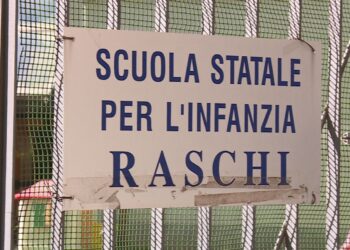 SCUOLA STATALE
PER L'INFANZIA
RASCHI